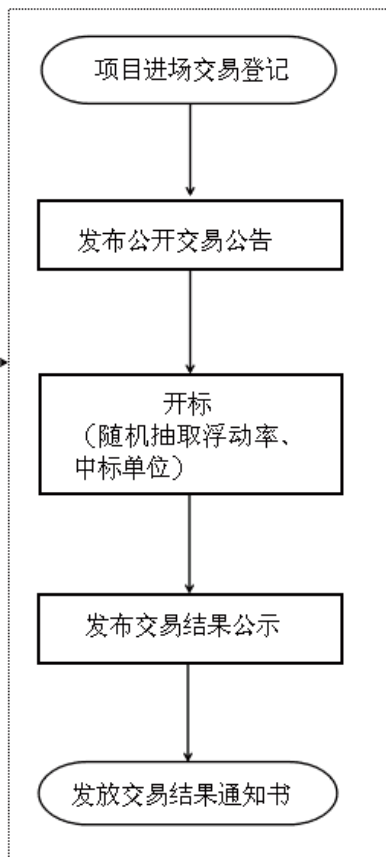 项目进场交易登记
发布公开交易公告
开标
（随机抽取浮动率、
中标单位）
发布交易结果公示
发放交易结果通知书